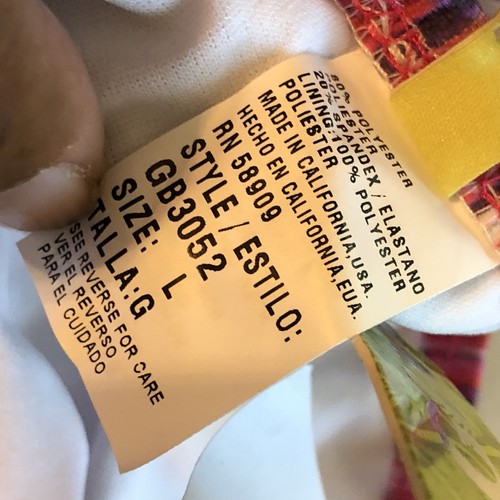 80% POLYESTER
POLIESTER
20% SPANDEX / ELASTANO
LINING:100% POLYESTER
POLIESTER
MADE IN CALIFORNIA,USA.
HECHO EN CALIFORNIA,EUA.
RN 58909
STYLE / ESTILO:
GB3052
SIZE: L
TALLA:G
SEE REVERSE FOR CARE
VER EL REVERSO
PARA EL CUIDADO